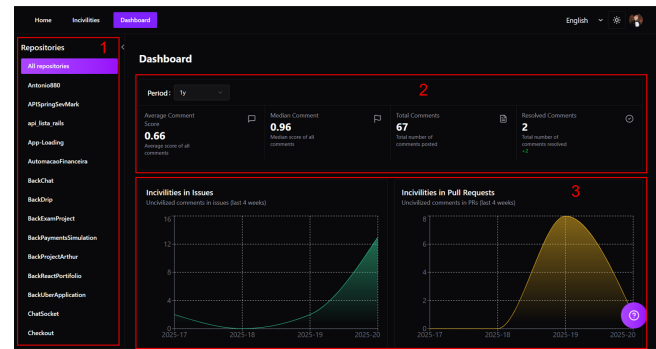 Home Incivilities Dashboard English
Repositories 1
All repositories
Antonio880
APISpringSevMark
api_lista_rails
App-Loading
AutomacaoFinanceira
BackChat
BackDrip
BackExamProject
BackPaymentsSimulation
BackProjectArthur
BackReactPortifolio
BackUberApplication
ChatSocket
Checkout
Dashboard
2
Period: 1y
Average Comment
Score
0.66
Average score of all
comments
Median Comment
0.96
Median score of all
comments
Total Comments
67
Total number of
comments posted
Resolved Comments
2
Total number of
comments resolved
+2
Incivilities in Issues
Uncivilized comments in issues (last 4 weeks)
16
12
8
4
0
2025-17 2025-18 2025-19 2025-20
Incivilities in Pull Requests
3
Uncivilized comments in PRs (last 4 weeks)
8
6
4
2
0
2025-17 2025-18 2025-19 2025-20